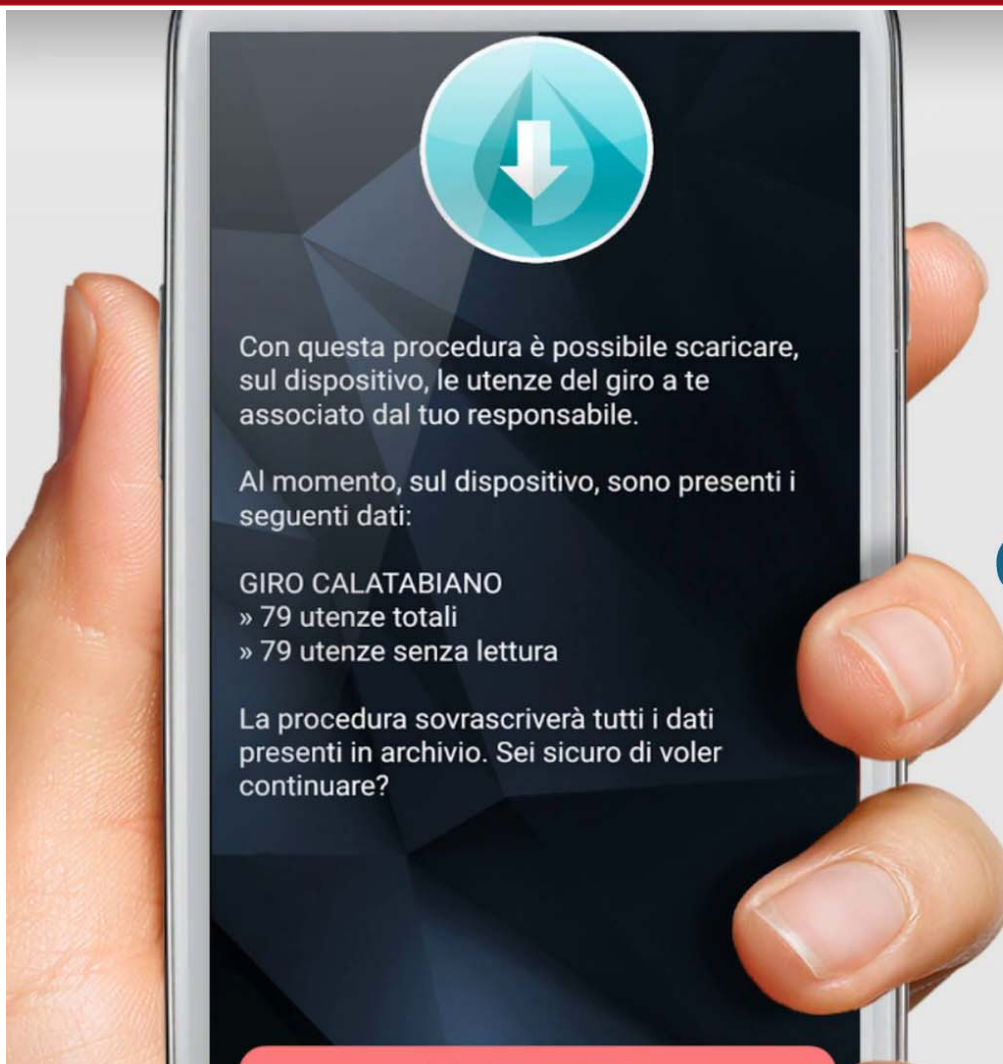 Con questa procedura è possibile scaricare,
sul dispositivo, le utenze del giro a te
associato dal tuo responsabile.
Al momento, sul dispositivo, sono presenti i
seguenti dati:
GIRO CALATABIANO
» 79 utenze totali
» 79 utenze senza lettura
La procedura sovrascriverà tutti i dati
presenti in archivio. Sei sicuro di voler
continuare?